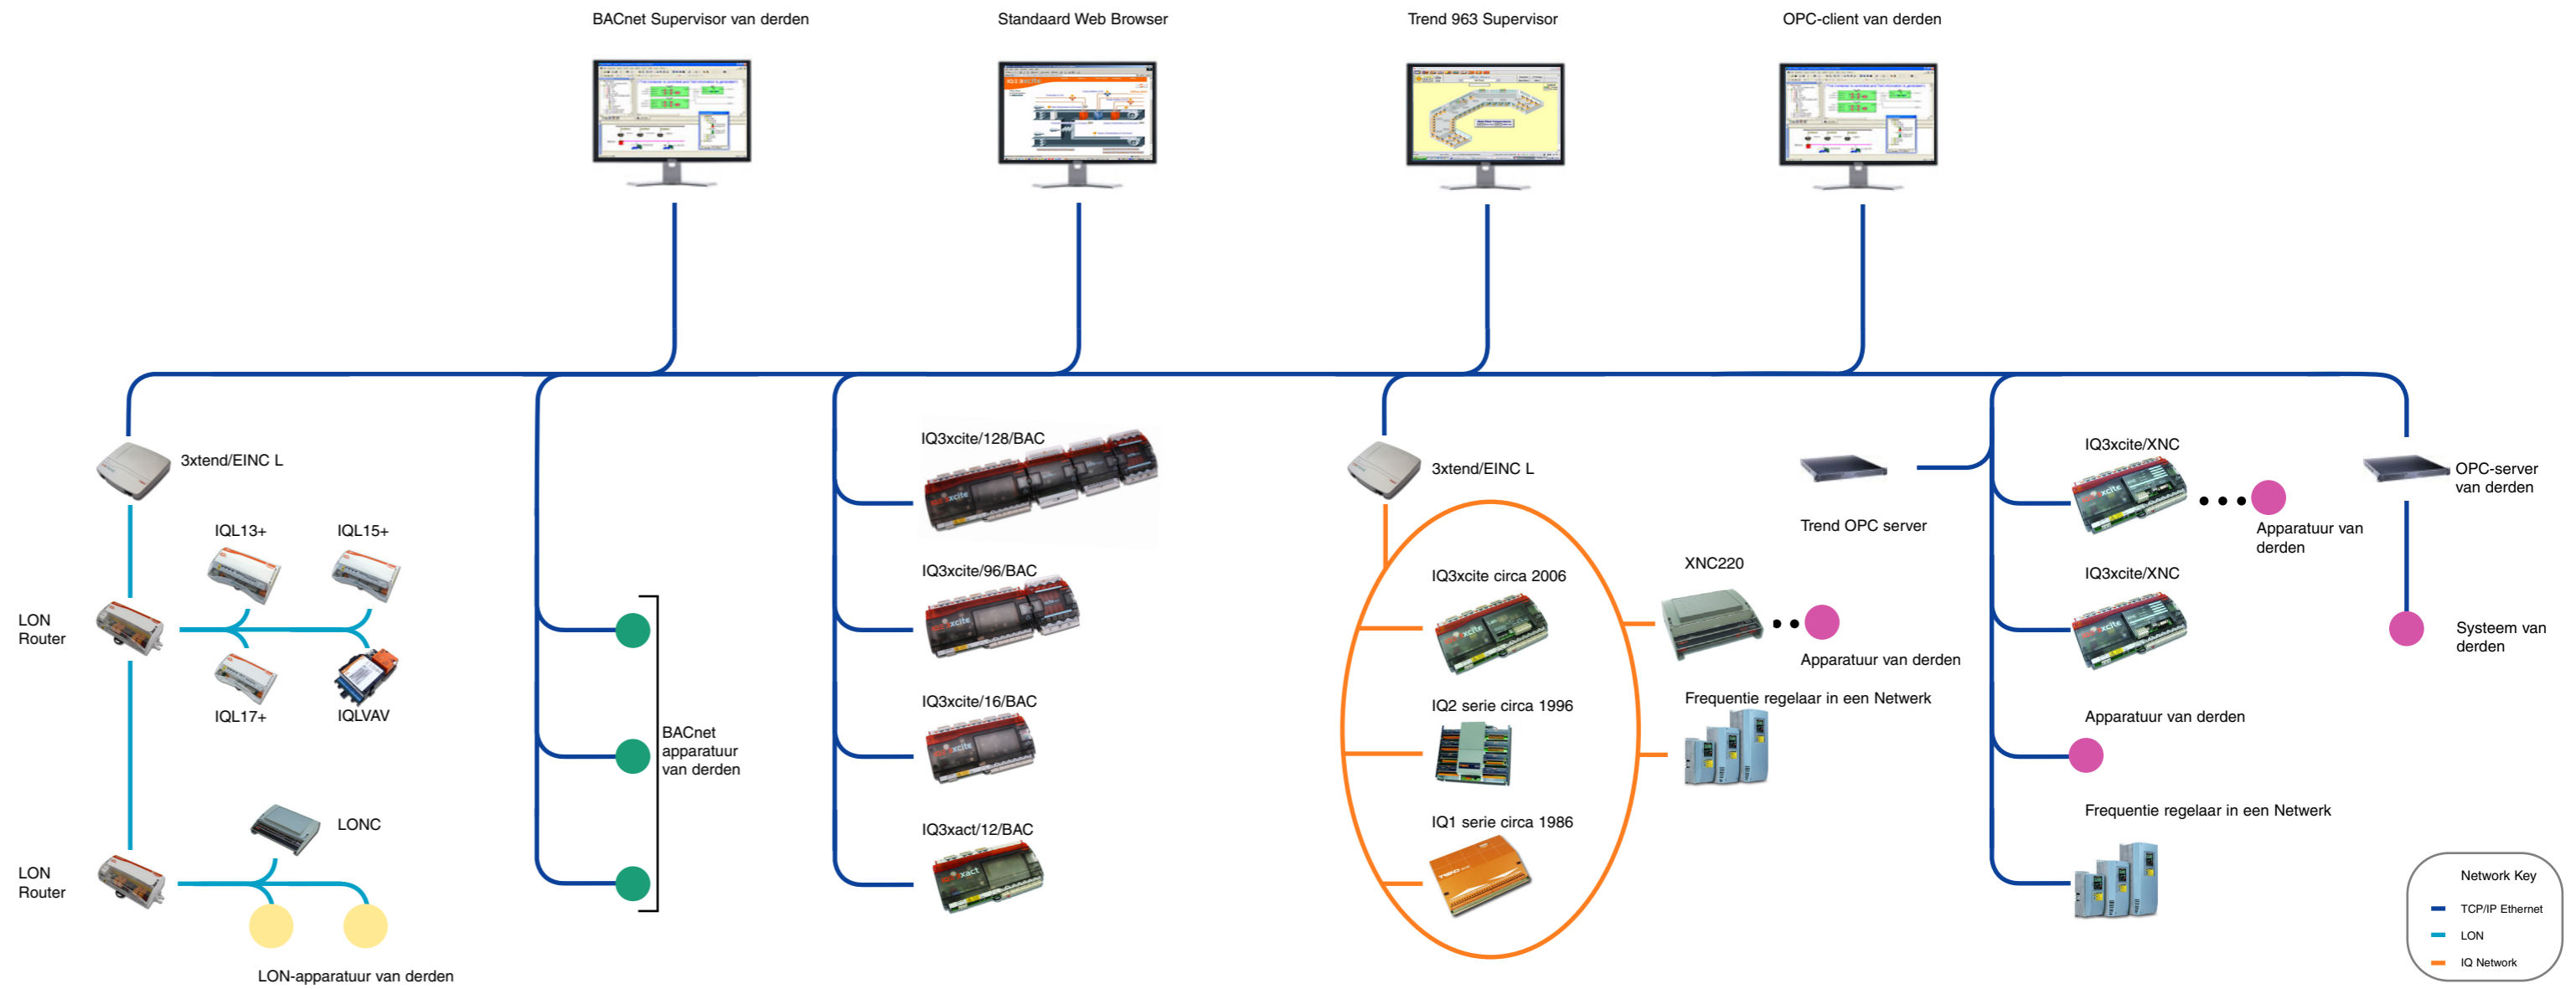 BACnet Supervisor van derden
Standaard Web Browser
Trend 963 Supervisor
OPC-client van derden
3xtend/EINC L
IQL13+
IQL15+
LON
Router
IQL17+
IQLVAV
LONC
LON
Router
LON-apparatuur van derden
BACnet
apparatuur
van derden
IQ3xcite/128/BAC
IQ3xcite/96/BAC
IQ3xcite/16/BAC
IQ3xact/12/BAC
3xtend/EINC L
IQ3xcite circa 2006
IQ2 serie circa 1996
IQ1 serie circa 1986
XNC220
Apparatuur van derden
Frequentie regelaar in een Netwerk
Trend OPC server
IQ3xcite/XNC
Apparatuur van
derden
IQ3xcite/XNC
Apparatuur van derden
Frequentie regelaar in een Netwerk
OPC-server
van derden
Systeem van
derden
Network Key
TCP/IP Ethernet
LON
IQ Network